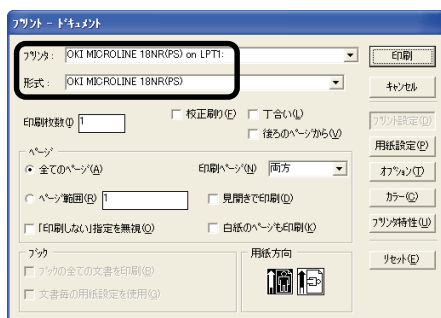 プリント - ドキュメント
プリンタ: OKI MICROLINE 18NR(PS) on LPT1:
形式: OKI MICROLINE 18NR(PS)
印刷
キャンセル
プリンタ設定(D)
用紙設定(P)
オプション(T)
カラー(C)
プリンタ特性(U)
リセット(E)
印刷枚数(I) 1
校正刷り(F)
丁合い(L)
後ろのページから(V)
ページ
全てのページ(A)
印刷ページ(N) 両方
ページ範囲(R) 1
見開きで印刷(D)
「印刷しない」指定を無視(O)
白紙のページも印刷(K)
ブック
ブックの全ての文書を印刷(B)
文書毎の用紙設定を使用(G)
用紙方向